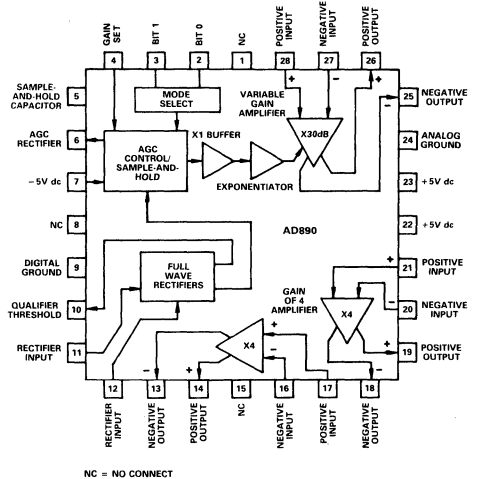 GAIN SET
BIT 1
BIT 0
NC
POSITIVE INPUT
NEGATIVE INPUT
POSITIVE OUTPUT
4
3
2
1
28
27
26
+
−
+
−
SAMPLE-
AND-HOLD
CAPACITOR
5
MODE
SELECT
VARIABLE
GAIN
AMPLIFIER
25
NEGATIVE
OUTPUT
AGC
RECTIFIER
6
AGC
CONTROL/
SAMPLE-AND-
HOLD
X1 BUFFER
EXPONENTIATOR
X30dB
24
ANALOG
GROUND
−5V dc
7
23
+5V dc
NC
8
AD890
22
+5V dc
DIGITAL
GROUND
9
FULL
WAVE
RECTIFIERS
+
21
POSITIVE
INPUT
QUALIFIER
THRESHOLD
10
GAIN
OF 4
AMPLIFIER
X4
−
20
NEGATIVE
INPUT
RECTIFIER
INPUT
11
X4
+
−
+
19
POSITIVE
OUTPUT
−
+
−
12
13
14
15
16
17
18
RECTIFIER INPUT
NEGATIVE OUTPUT
POSITIVE OUTPUT
NC
NEGATIVE INPUT
POSITIVE INPUT
NEGATIVE OUTPUT
NC = NO CONNECT